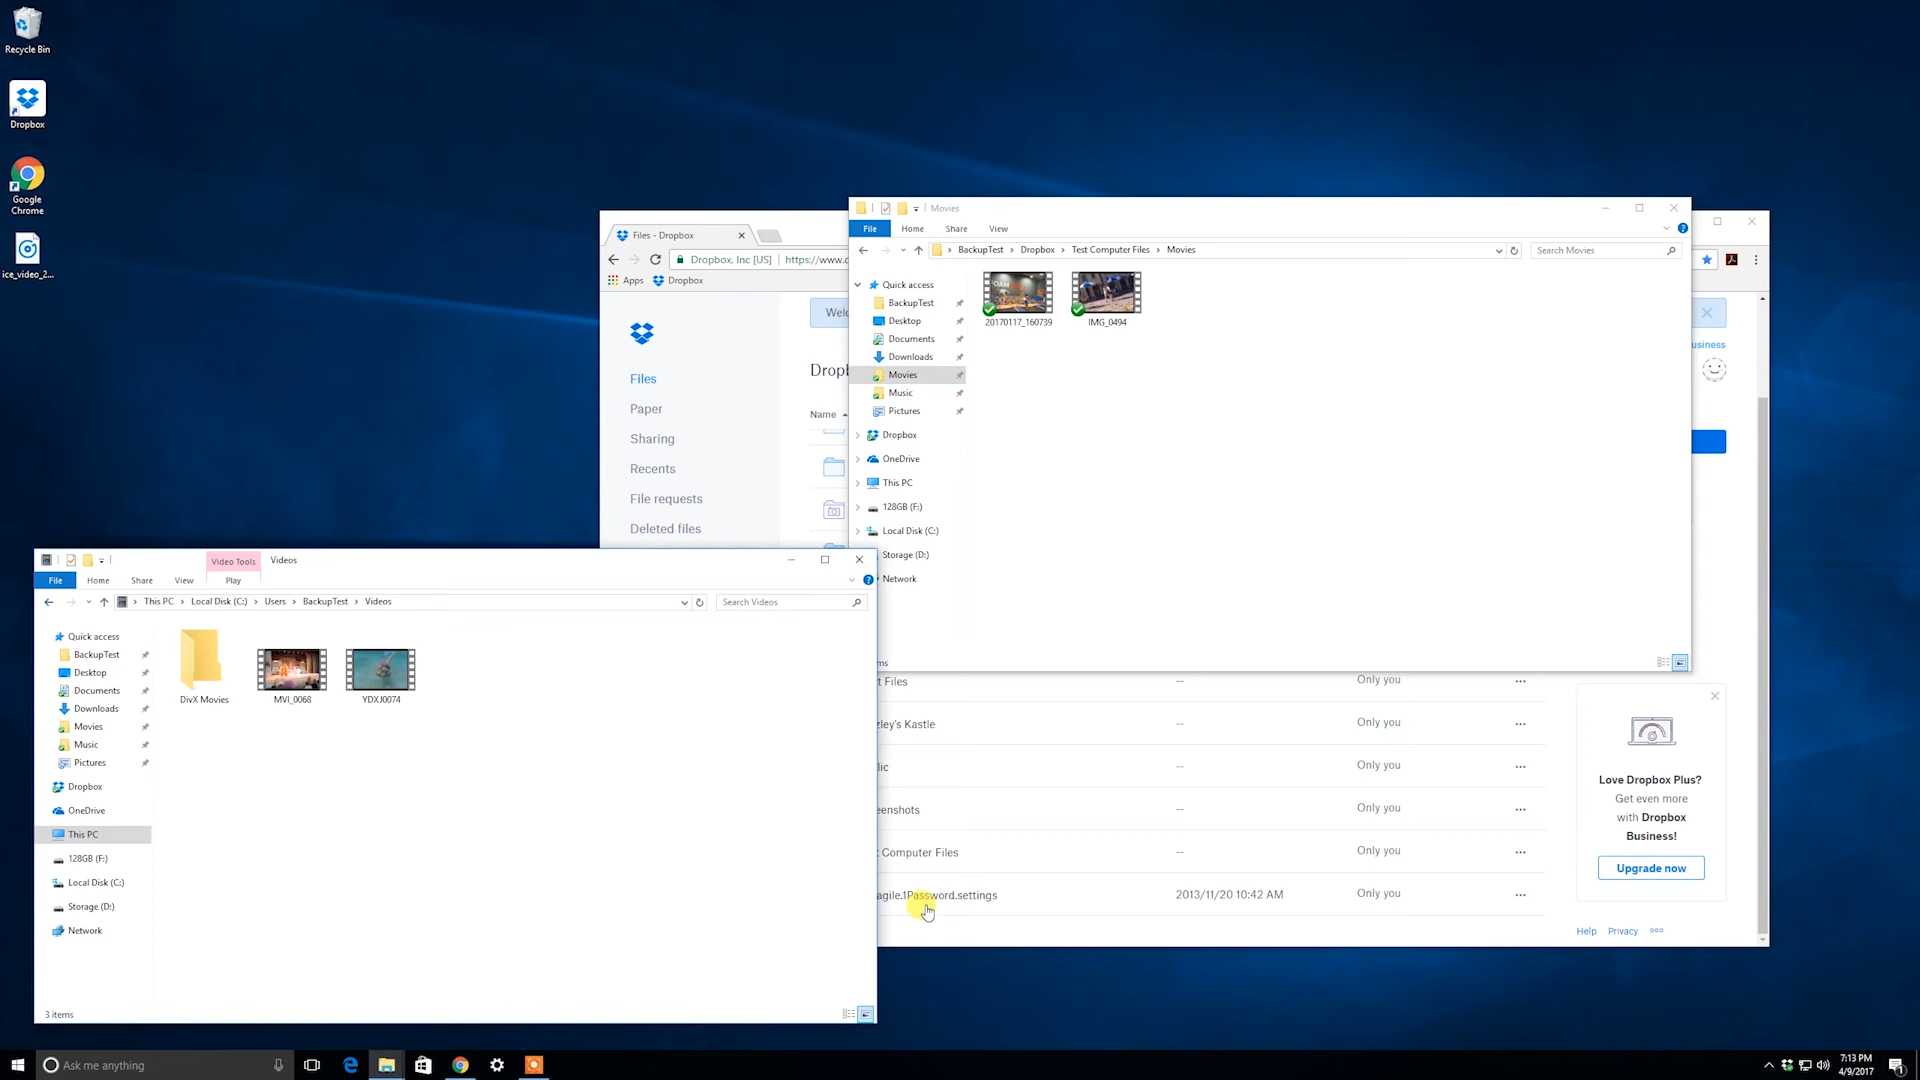 Recycle Bin
Dropbox
Google
Chrome
ice_video_2...
Files - Dropbox
Dropbox, Inc [US]
https://www.c
Apps
Dropbox
Welc
Files
Paper
Sharing
Recents
File requests
Deleted files
Dropb
Name
usiness
Movies
File
Home
Share
View
BackupTest
Dropbox
Test Computer Files
Movies
Search Movies
Quick access
BackupTest
Desktop
Documents
Downloads
Movies
Music
Pictures
Dropbox
OneDrive
This PC
128GB (F:)
Local Disk (C:)
Storage (D:)
Network
20170117_160739
IMG_0494
ms
Video Tools
Videos
File
Home
Share
View
Play
This PC
Local Disk (C:)
Users
BackupTest
Videos
Search Videos
Quick access
BackupTest
Desktop
Documents
Downloads
Movies
Music
Pictures
Dropbox
OneDrive
This PC
128GB (F:)
Local Disk (C:)
Storage (D:)
Network
DivX Movies
MVI_0068
YDXJ0074
3 items
t Files -- Only you ...
zley's Kastle -- Only you ...
lic -- Only you ...
eenshots -- Only you ...
t Computer Files -- Only you ...
agile.1Password.settings 2013/11/20 10:42 AM Only you ...
Love Dropbox Plus?
Get even more
with Dropbox
Business!
Upgrade now
Help
Privacy
Ask me anything
7:13 PM
4/9/2017
1